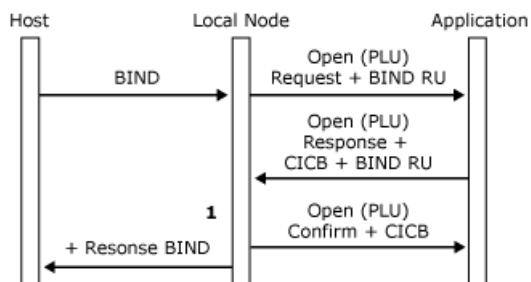 Host
Local Node
Application
BIND
Open (PLU)
Request + BIND RU
Open (PLU)
Response +
CICB + BIND RU
1
Open (PLU)
Confirm + CICB
+ Resonse BIND